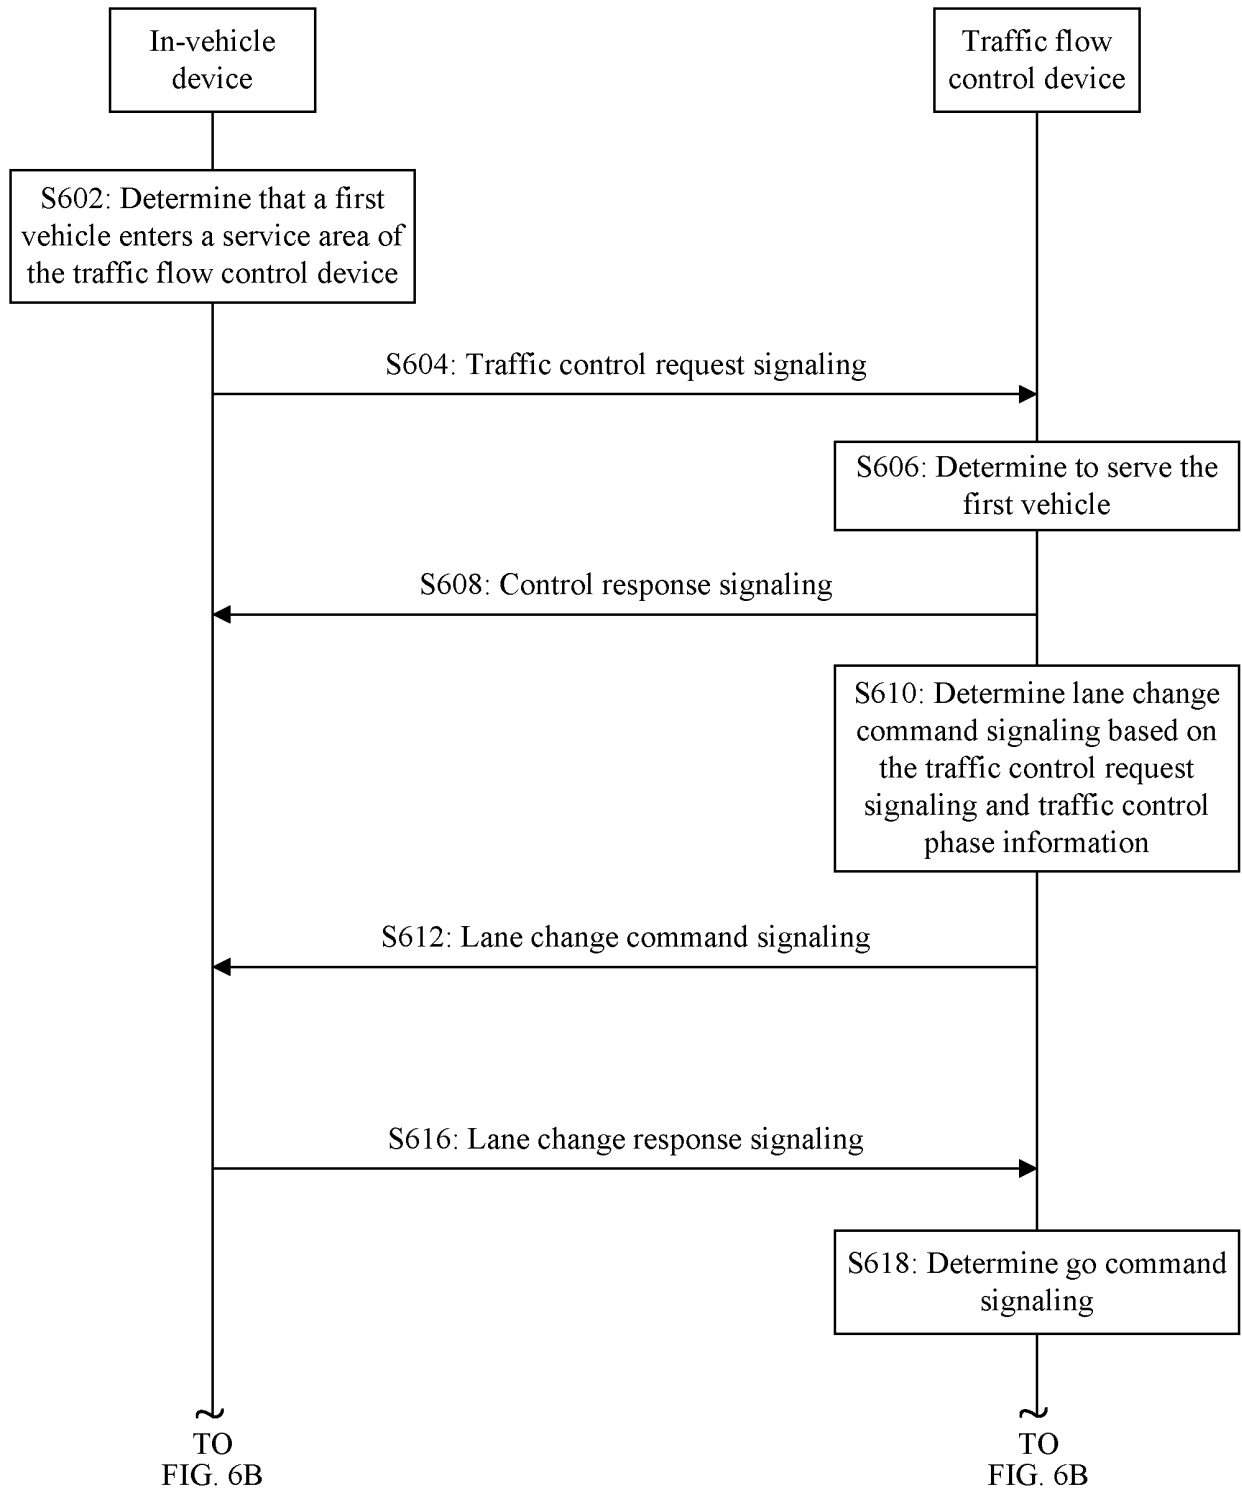 In-vehicle
device
Traffic flow
control device
S602: Determine that a first
vehicle enters a service area of
the traffic flow control device
S604: Traffic control request signaling
S606: Determine to serve the
first vehicle
S608: Control response signaling
S610: Determine lane change
command signaling based on
the traffic control request
signaling and traffic control
phase information
S612: Lane change command signaling
S616: Lane change response signaling
S618: Determine go command
signaling
TO
FIG. 6B
TO
FIG. 6B